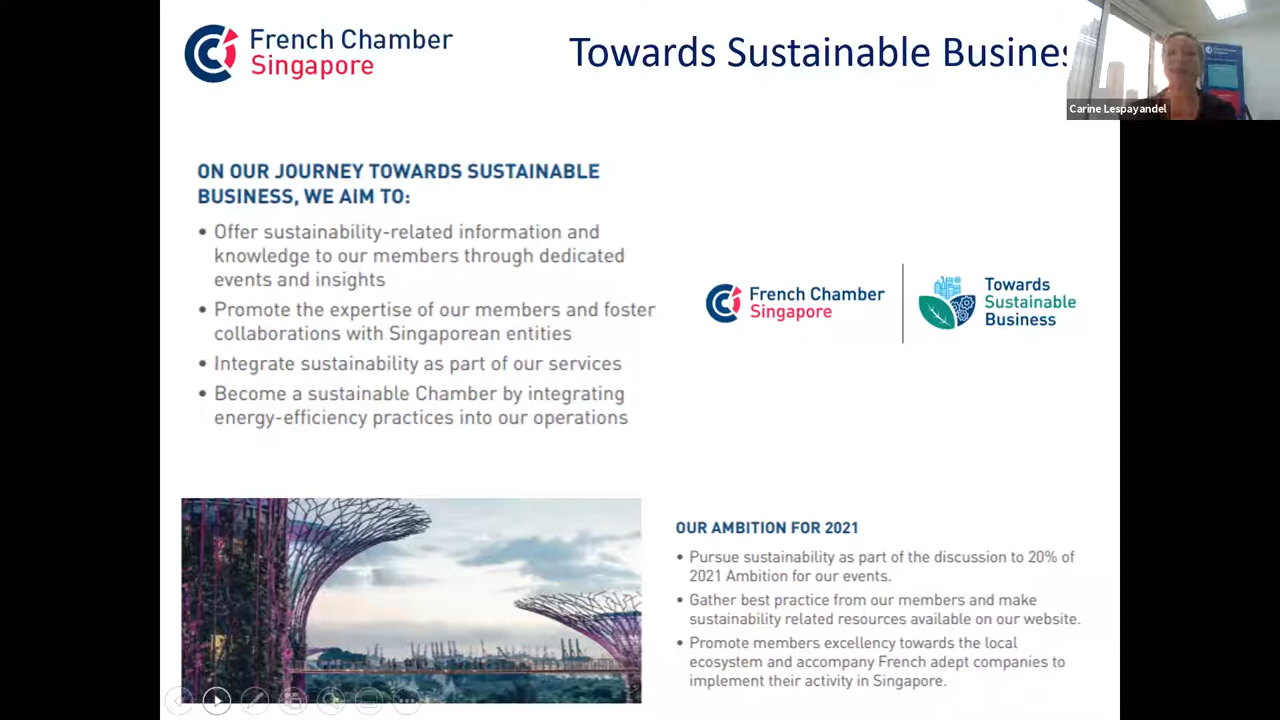 French Chamber
Singapore
Towards Sustainable Busines
Carine Lespayandel
ON OUR JOURNEY TOWARDS SUSTAINABLE
BUSINESS, WE AIM TO:
• Offer sustainability-related information and
knowledge to our members through dedicated
events and insights
• Promote the expertise of our members and foster
collaborations with Singaporean entities
• Integrate sustainability as part of our services
• Become a sustainable Chamber by integrating
energy-efficiency practices into our operations
French Chamber
Singapore
Towards
Sustainable
Business
OUR AMBITION FOR 2021
• Pursue sustainability as part of the discussion to 20% of
2021 Ambition for our events.
• Gather best practice from our members and make
sustainability related resources available on our website.
• Promote members excellency towards the local
ecosystem and accompany French adept companies to
implement their activity in Singapore.